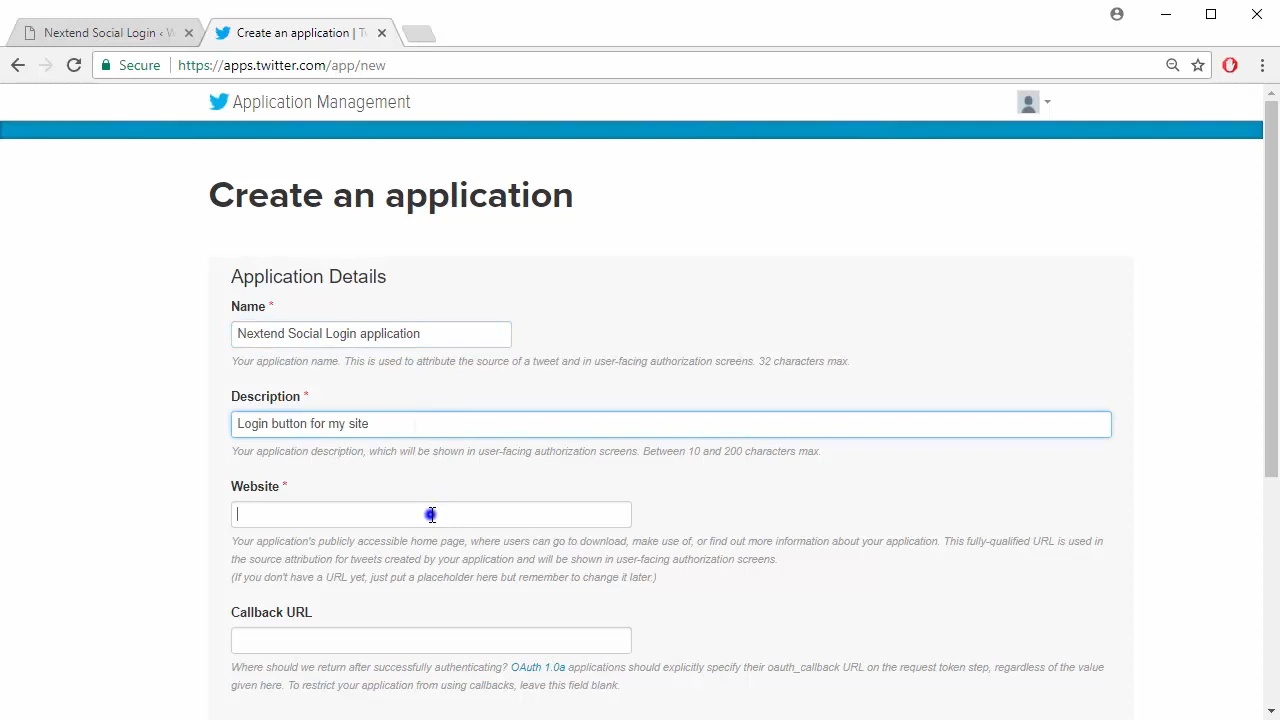 Nextend Social Login ‹ W
Create an application | Tw
Secure
https://apps.twitter.com/app/new
Application Management
Create an application
Application Details
Name *
Nextend Social Login application
Your application name. This is used to attribute the source of a tweet and in user-facing authorization screens. 32 characters max.
Description *
Login button for my site
Your application description, which will be shown in user-facing authorization screens. Between 10 and 200 characters max.
Website *
Your application's publicly accessible home page, where users can go to download, make use of, or find out more information about your application. This fully-qualified URL is used in
the source attribution for tweets created by your application and will be shown in user-facing authorization screens.
(If you don't have a URL yet, just put a placeholder here but remember to change it later.)
Callback URL
Where should we return after successfully authenticating? OAuth 1.0a applications should explicitly specify their oauth_callback URL on the request token step, regardless of the value
given here. To restrict your application from using callbacks, leave this field blank.